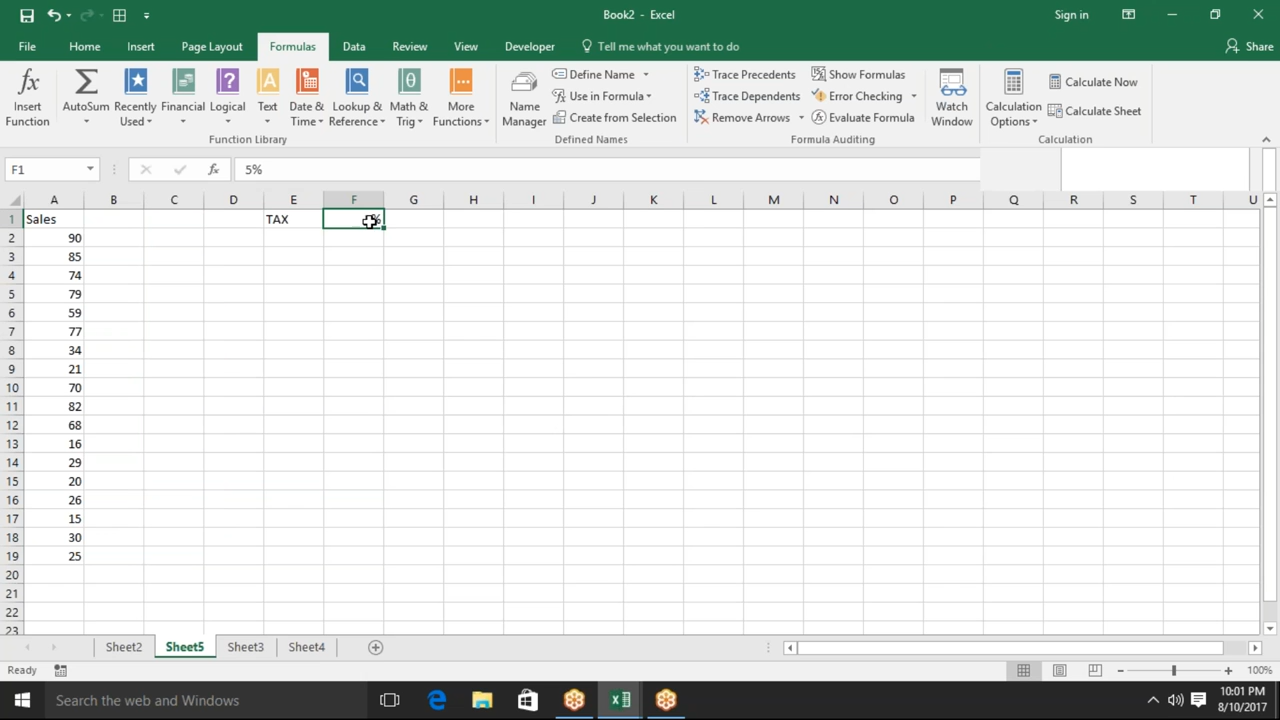 Book2 - Excel
Sign in
File Home Insert Page Layout Formulas Data Review View Developer Tell me what you want to do Share
Insert Function
AutoSum
Recently Used
Financial
Logical
Text
Date & Time
Lookup & Reference
Math & Trig
More Functions
Function Library
Name Manager
Define Name
Use in Formula
Create from Selection
Defined Names
Trace Precedents
Trace Dependents
Remove Arrows
Show Formulas
Error Checking
Evaluate Formula
Formula Auditing
Watch Window
Calculation Options
Calculate Now
Calculate Sheet
Calculation
F1 fx 5%
A B C D E F G H I J K L M N O P Q R S T U
1 Sales TAX %
2 90
3 85
4 74
5 79
6 59
7 77
8 34
9 21
10 70
11 82
12 68
13 16
14 29
15 20
16 26
17 15
18 30
19 25
20
21
22
23
Sheet2 Sheet5 Sheet3 Sheet4
Ready 100%
Search the web and Windows
10:01 PM
8/10/2017